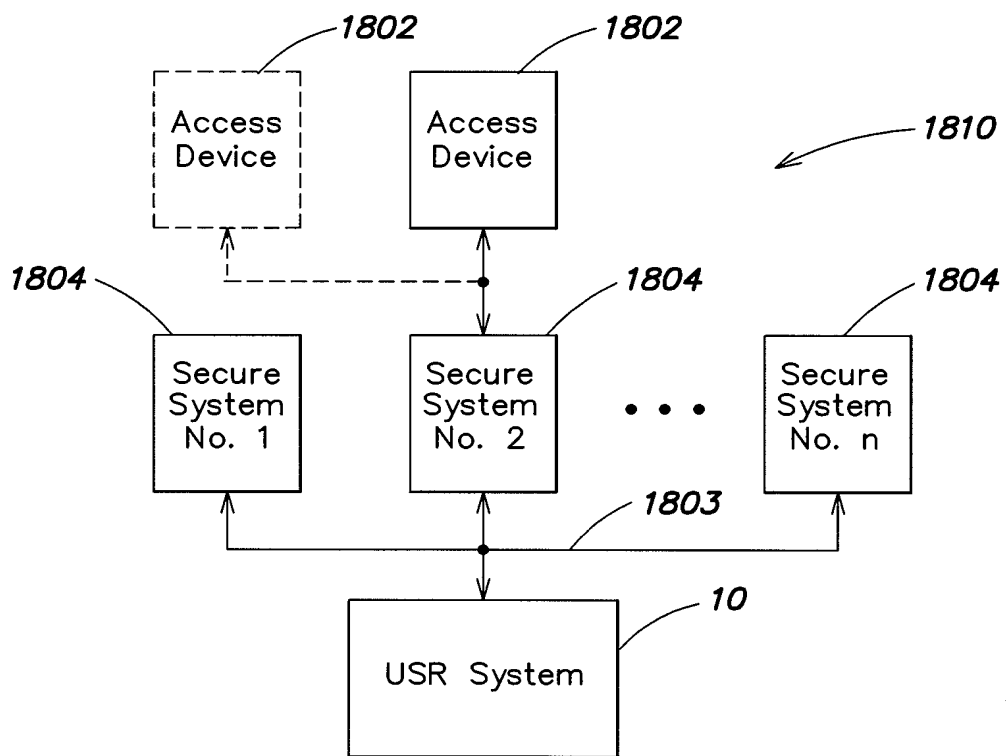 1802
1802
Access
Device
Access
Device
1810
1804
1804
1804
Secure
System
No. 1
Secure
System
No. 2
Secure
System
No. n
1803
10
USR System